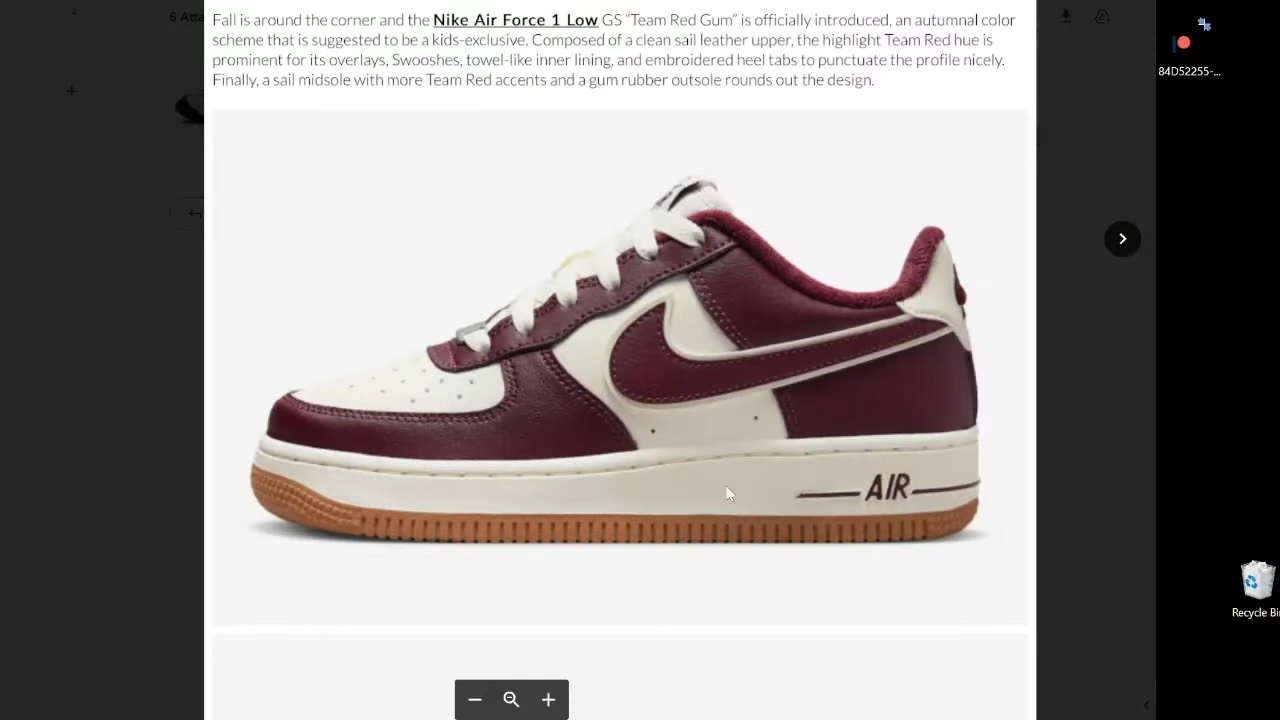 4
Fall is around the corner and the Nike Air Force 1 Low GS “Team Red Gum” is officially introduced, an autumnal color
scheme that is suggested to be a kids-exclusive. Composed of a clean sail leather upper, the highlight Team Red hue is
prominent for its overlays, Swooshes, towel-like inner lining, and embroidered heel tabs to punctuate the profile nicely.
Finally, a sail midsole with more Team Red accents and a gum rubber outsole rounds out the design.
5 Atta
84D52255-...
AIR
Recycle Bi